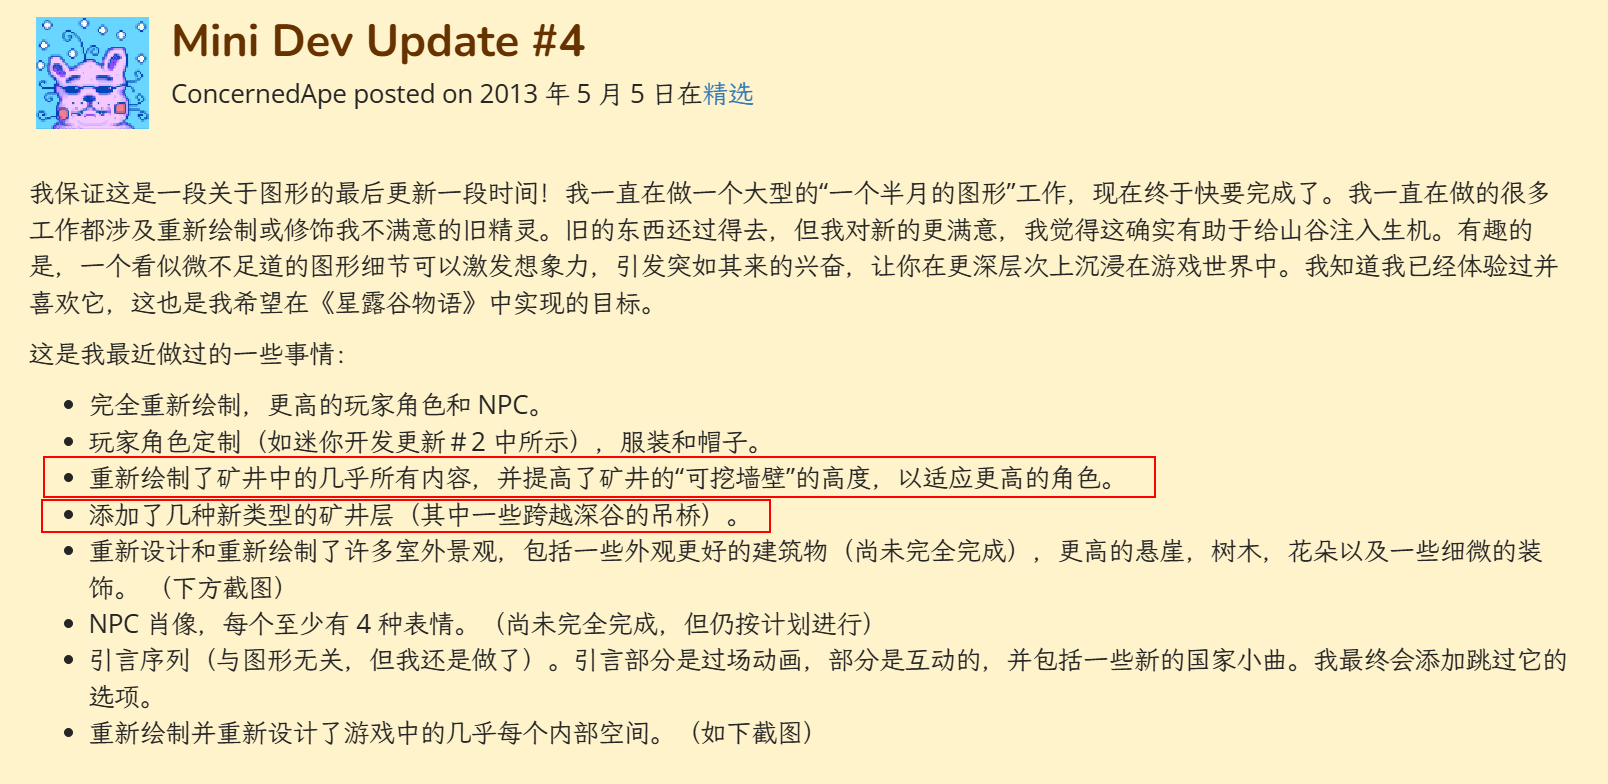 Mini Dev Update #4
ConcernedApe posted on 2013 年 5 月 5 日在精选
我保证这是一段关于图形的最后更新一段时间！我一直在做一个大型的“一个半月的图形”工作，现在终于快要完成了。我一直在做的很多
工作都涉及重新绘制或修饰我不满意的旧精灵。旧的东西还过得去，但我对新的更满意，我觉得这确实有助于给山谷注入生机。有趣的
是，一个看似微不足道的图形细节可以激发想象力，引发突如其来的兴奋，让你在更深层次上沉浸在游戏世界中。我知道我已经体验过并
喜欢它，这也是我希望在《星露谷物语》中实现的目标。
这是我最近做过的一些事情：
• 完全重新绘制，更高的玩家角色和 NPC。
• 玩家角色定制（如迷你开发更新＃2 中所示），服装和帽子。
• 重新绘制了矿井中的几乎所有内容，并提高了矿井的“可挖墙壁”的高度，以适应更高的角色。
• 添加了几种新类型的矿井层（其中一些跨越深谷的吊桥）。
• 重新设计和重新绘制了许多室外景观，包括一些外观更好的建筑物（尚未完全完成），更高的悬崖，树木，花朵以及一些细微的装
饰。 （下方截图）
• NPC 肖像，每个至少有 4 种表情。（尚未完全完成，但仍按计划进行）
• 引言序列（与图形无关，但我还是做了）。引言部分是过场动画，部分是互动的，并包括一些新的国家小曲。我最终会添加跳过它的
选项。
• 重新绘制并重新设计了游戏中的几乎每个内部空间。（如下截图）